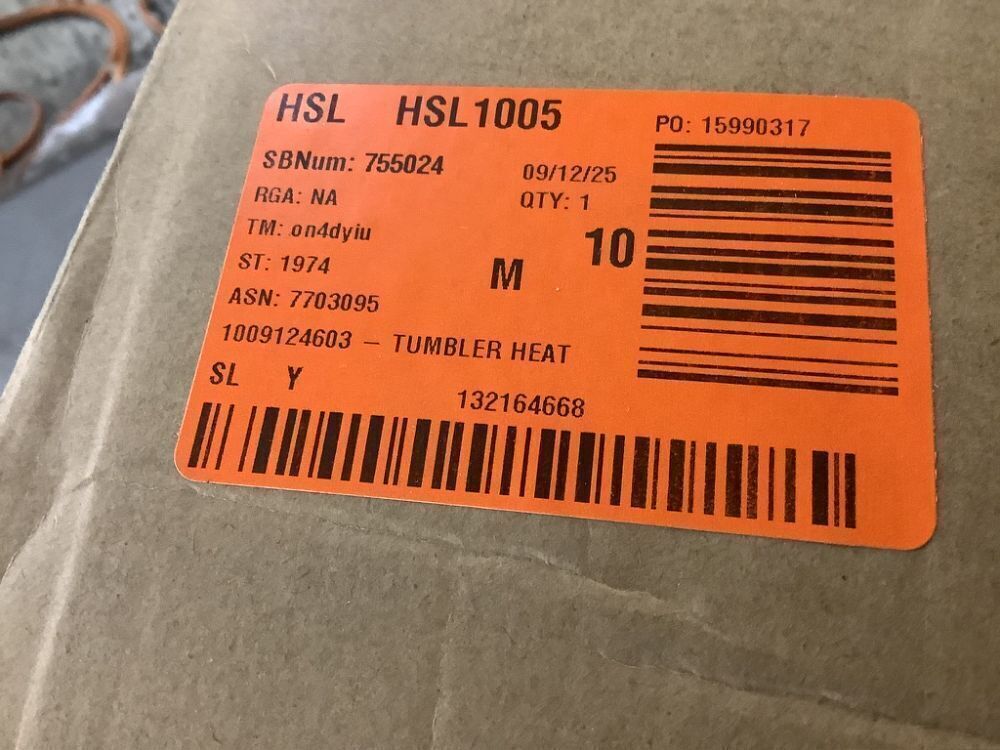 HSL HSL1005
PO: 15990317
SBNum: 755024 09/12/25
RGA: NA QTY: 1
TM: on4dyiu
10
ST: 1974 M
ASN: 7703095
1009124603 – TUMBLER HEAT
SL Y
132164668